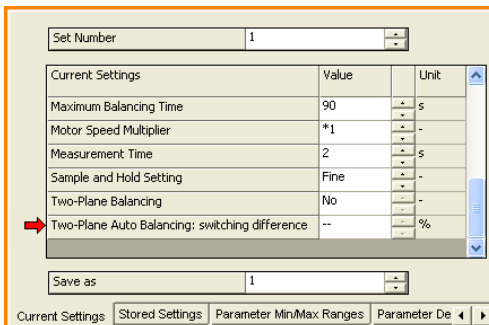 Set Number 1
Current Settings Value Unit
Maximum Balancing Time 90 s
Motor Speed Multiplier *1 -
Measurement Time 2 s
Sample and Hold Setting Fine -
Two-Plane Balancing No -
Two-Plane Auto Balancing: switching difference -- %
Save as 1
Current Settings Stored Settings Parameter Min/Max Ranges Parameter De